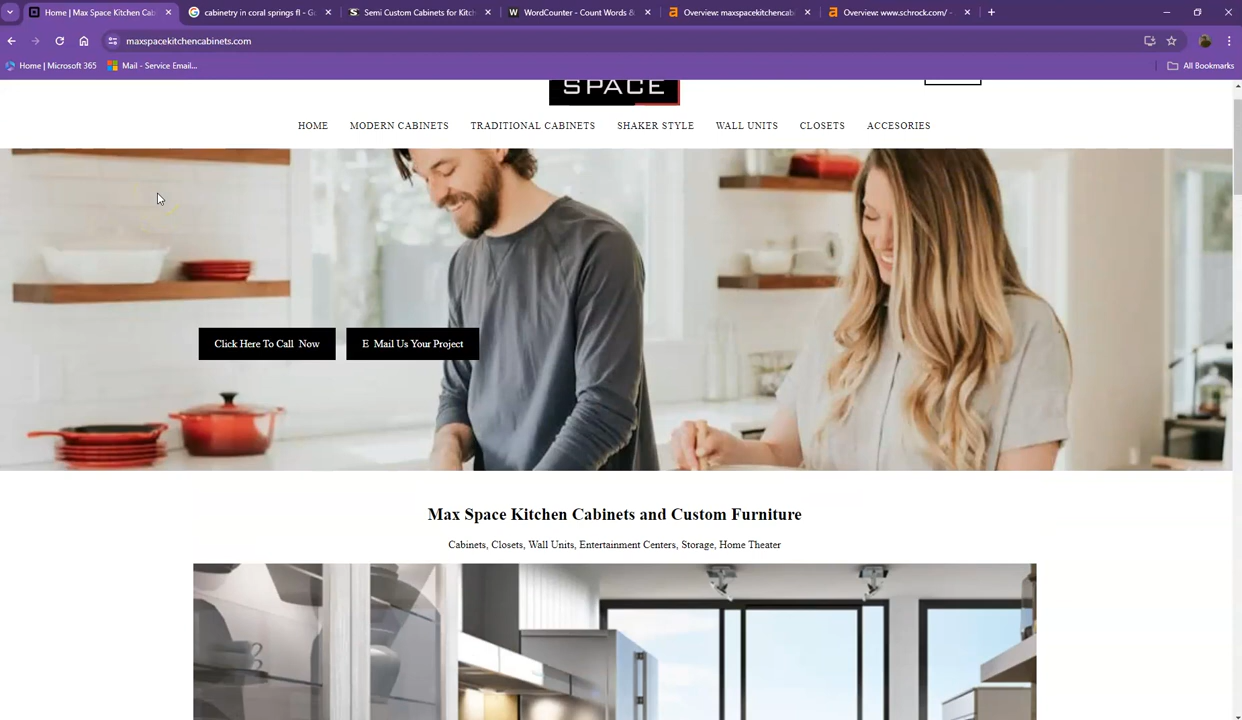 Home | Max Space Kitchen Cab
cabinetry in coral springs fl - Go
Semi Custom Cabinets for Kitch
WordCounter - Count Words &
Overview: maxspacekitchencab
Overview: www.schrock.com/ -
maxspacekitchencabinets.com
Home | Microsoft 365
Mail - Service Email...
All Bookmarks
SPACE
HOME
MODERN CABINETS
TRADITIONAL CABINETS
SHAKER STYLE
WALL UNITS
CLOSETS
ACCESORIES
Click Here To Call Now
E Mail Us Your Project
Max Space Kitchen Cabinets and Custom Furniture
Cabinets, Closets, Wall Units, Entertainment Centers, Storage, Home Theater